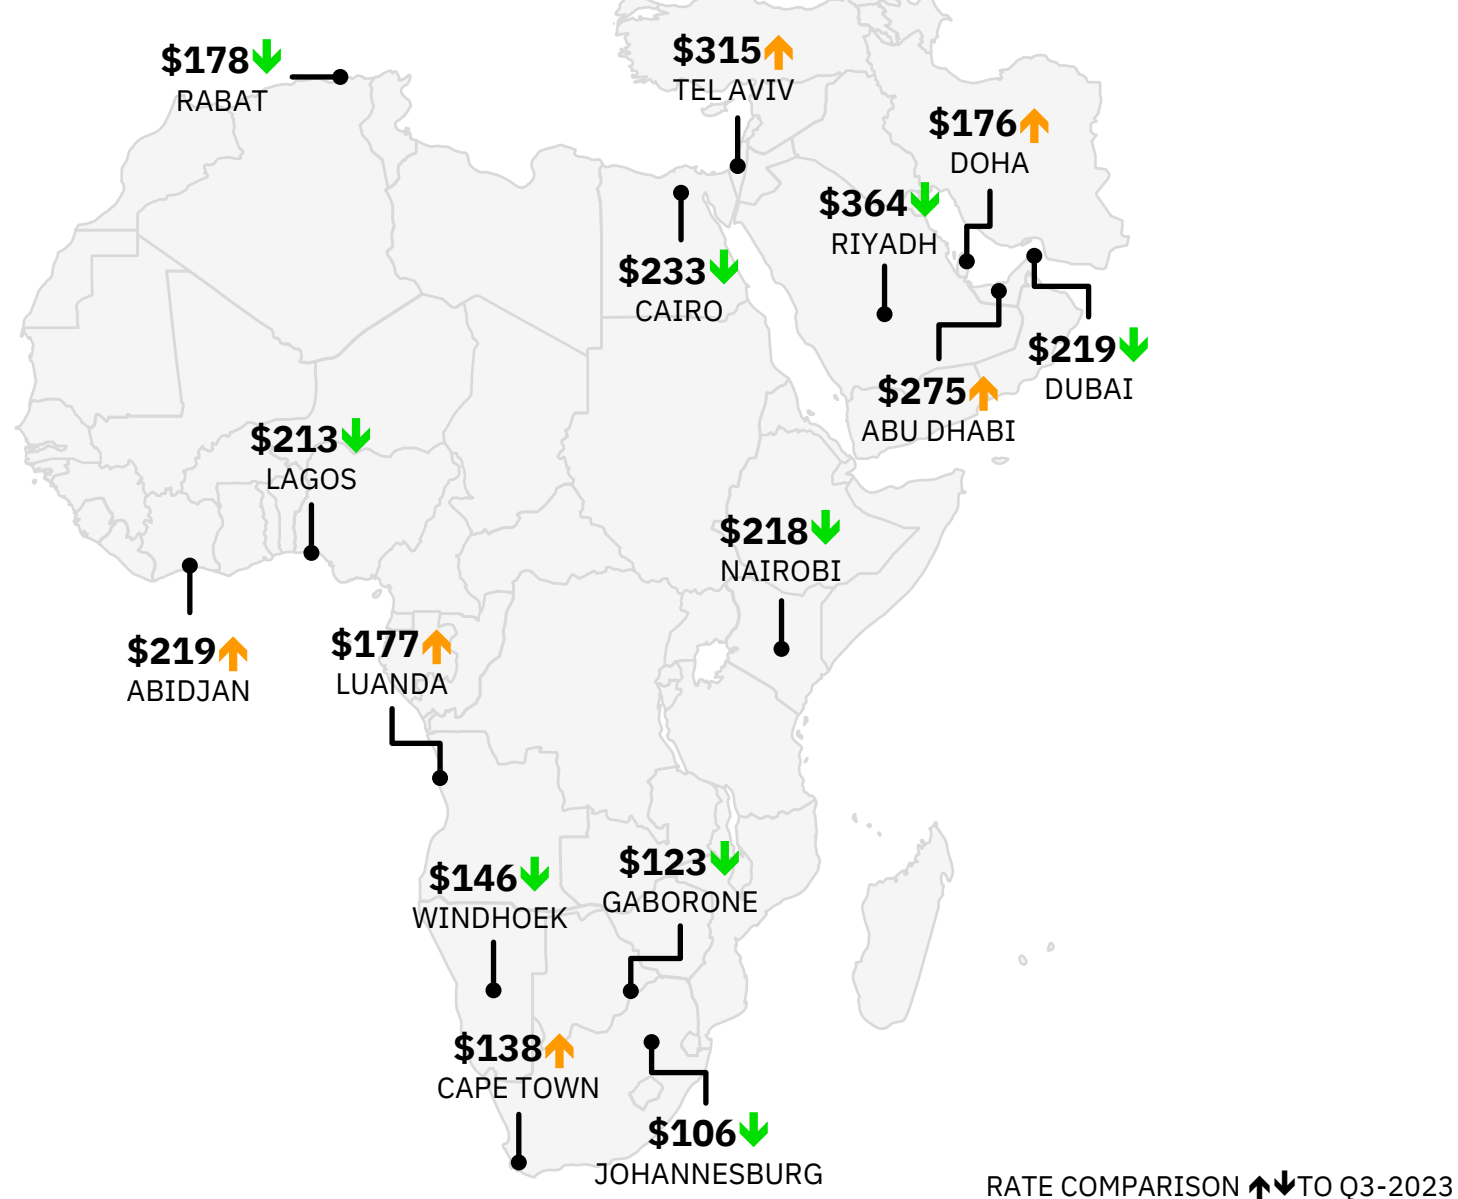 $178
RABAT
$315
TEL AVIV
$176
DOHA
$364
RIYADH
$233
CAIRO
$219
DUBAI
$275
ABU DHABI
$213
LAGOS
$218
NAIROBI
$219
ABIDJAN
$177
LUANDA
$146
WINDHOEK
$123
GABORONE
$138
CAPE TOWN
$106
JOHANNESBURG
RATE COMPARISON ↑↓TO Q3-2023